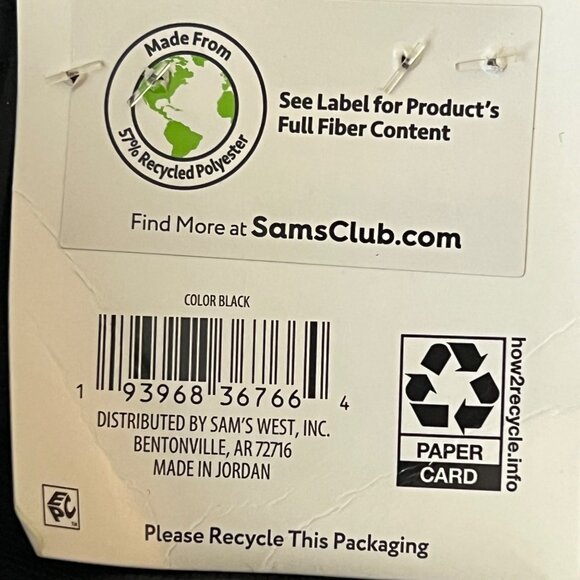 Made From
57% Recycled Polyester
See Label for Product's
Full Fiber Content
Find More at SamsClub.com
COLOR BLACK
1 93968 36766 4
DISTRIBUTED BY SAM'S WEST, INC.
BENTONVILLE, AR 72716
MADE IN JORDAN
PAPER
CARD
how2recycle.info
EPC
TM
Please Recycle This Packaging